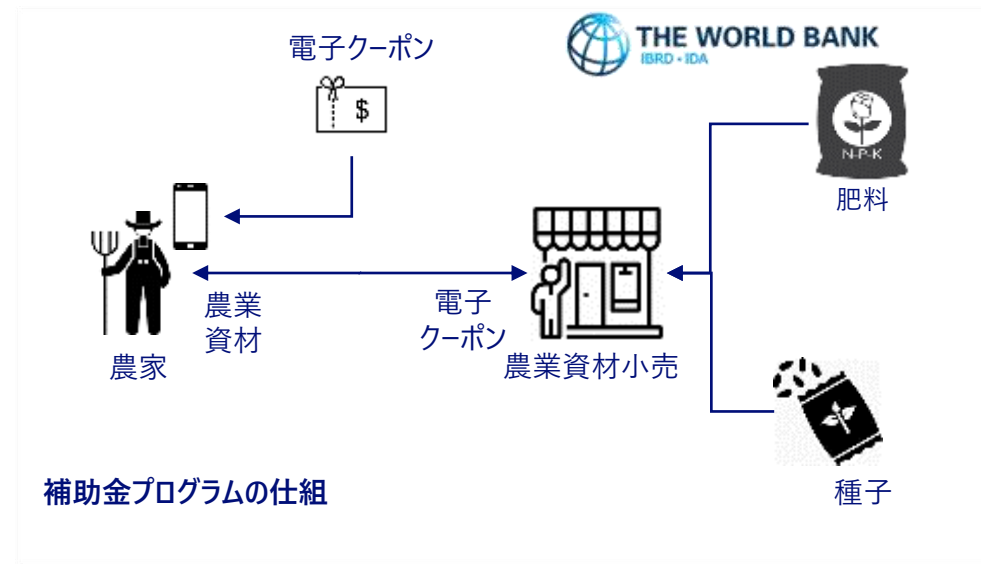 電子クーポン
THE WORLD BANK
IBRD • IDA
$
N-P-K
肥料
農業
資材
電子
クーポン
農家
農業資材小売
補助金プログラムの仕組
種子